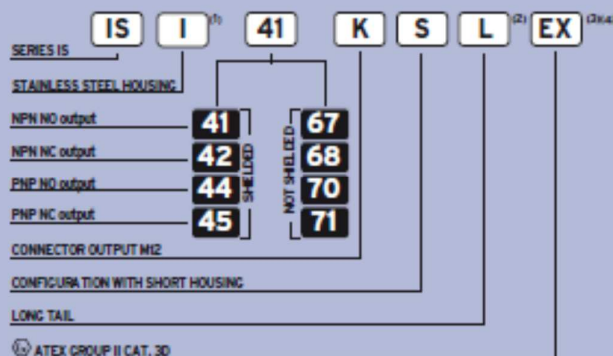 IS I (1) 41 K S L (2) EX (3)(4)
SERIES IS
STAINLESS STEEL HOUSING
NPN NO output 41 67
NPN NC output 42 68
PNP NO output 44 70
PNP NC output 45 71
SHIELDED
NOT SHIELDED
CONNECTOR OUTPUT M12
CONFIGURATION WITH SHORT HOUSING
LONG TAIL
ATEX GROUP II CAT. 3D